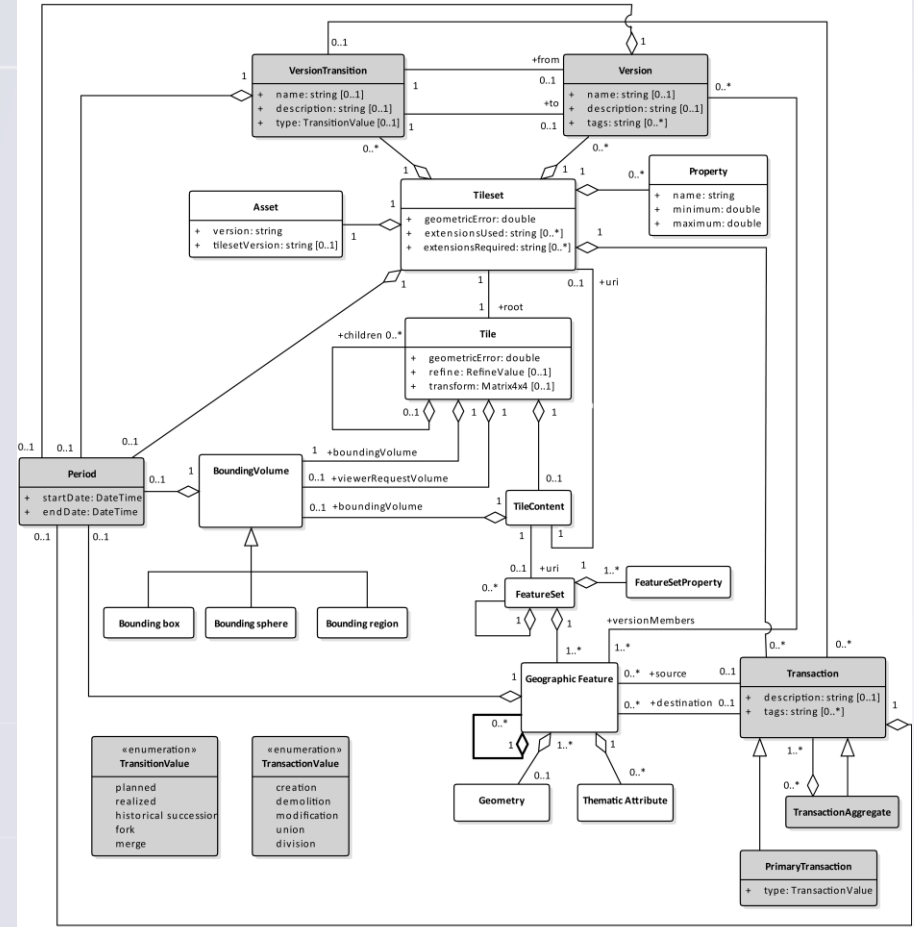 0..1
1
VersionTransition
+ name: string [0..1]
+ description: string [0..1]
+ type: TransitionValue [0..1]
1
+from
0..1
1
+to
0..1
1
Version
+ name: string [0..1]
+ description: string [0..1]
+ tags: string [0..*]
0..*
0..*
0..*
1
1
Tileset
+ geometricError: double
+ extensionsUsed: string [0..*]
+ extensionsRequired: string [0..*]
1
0..*
Property
+ name: string
+ minimum: double
+ maximum: double
Asset
+ version: string
+ tilesetVersion: string [0..1]
1
1
1
1
1
0..1
+uri
1
+root
+children 0..*
Tile
+ geometricError: double
+ refine: RefineValue [0..1]
+ transform: Matrix4x4 [0..1]
0..1
1
1
1
0..1
0..1
0..1
Period
+ startDate: DateTime
+ endDate: DateTime
0..1
0..1
0..1
1
BoundingVolume
1
+boundingVolume
0..1
+viewerRequestVolume
0..1
+boundingVolume
1
0..1
TileContent
1
1
0..1
+uri
FeatureSet
0..*
1
1
1
1..*
FeatureSetProperty
Bounding box
Bounding sphere
Bounding region
+versionMembers
1..*
1..*
1
Geographic Feature
0..*
1
0..*
+source
0..1
0..*
+destination
0..1
0..*
0..*
Transaction
+ description: string [0..1]
+ tags: string [0..*]
1
1..*
0..1
Geometry
1
0..*
Thematic Attribute
1..*
0..*
TransactionAggregate
PrimaryTransaction
+ type: TransactionValue
«enumeration»
TransitionValue
planned
realized
historical succession
fork
merge
«enumeration»
TransactionValue
creation
demolition
modification
union
division